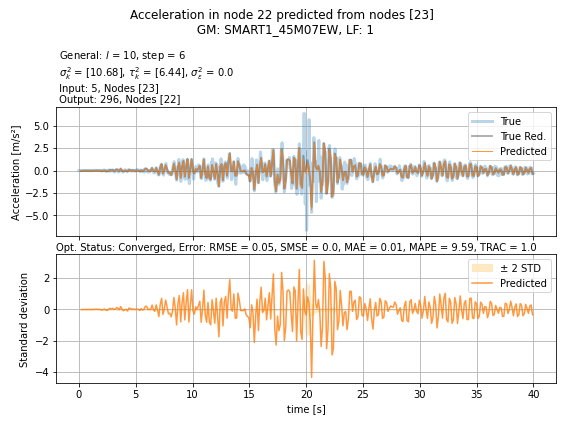 Acceleration in node 22 predicted from nodes [23]
GM: SMART1_45M07EW, LF: 1
General: l = 10, step = 6
σ²ₖ = [10.68], τ²ₖ = [6.44], σ²ε = 0.0
Input: 5, Nodes [23]
Output: 296, Nodes [22]
Acceleration [m/s²]
5.0
2.5
0.0
−2.5
−5.0
True
True Red.
Predicted
Opt. Status: Converged, Error: RMSE = 0.05, SMSE = 0.0, MAE = 0.01, MAPE = 9.59, TRAC = 1.0
Standard deviation
2
0
−2
−4
± 2 STD
Predicted
0 5 10 15 20 25 30 35 40
time [s]